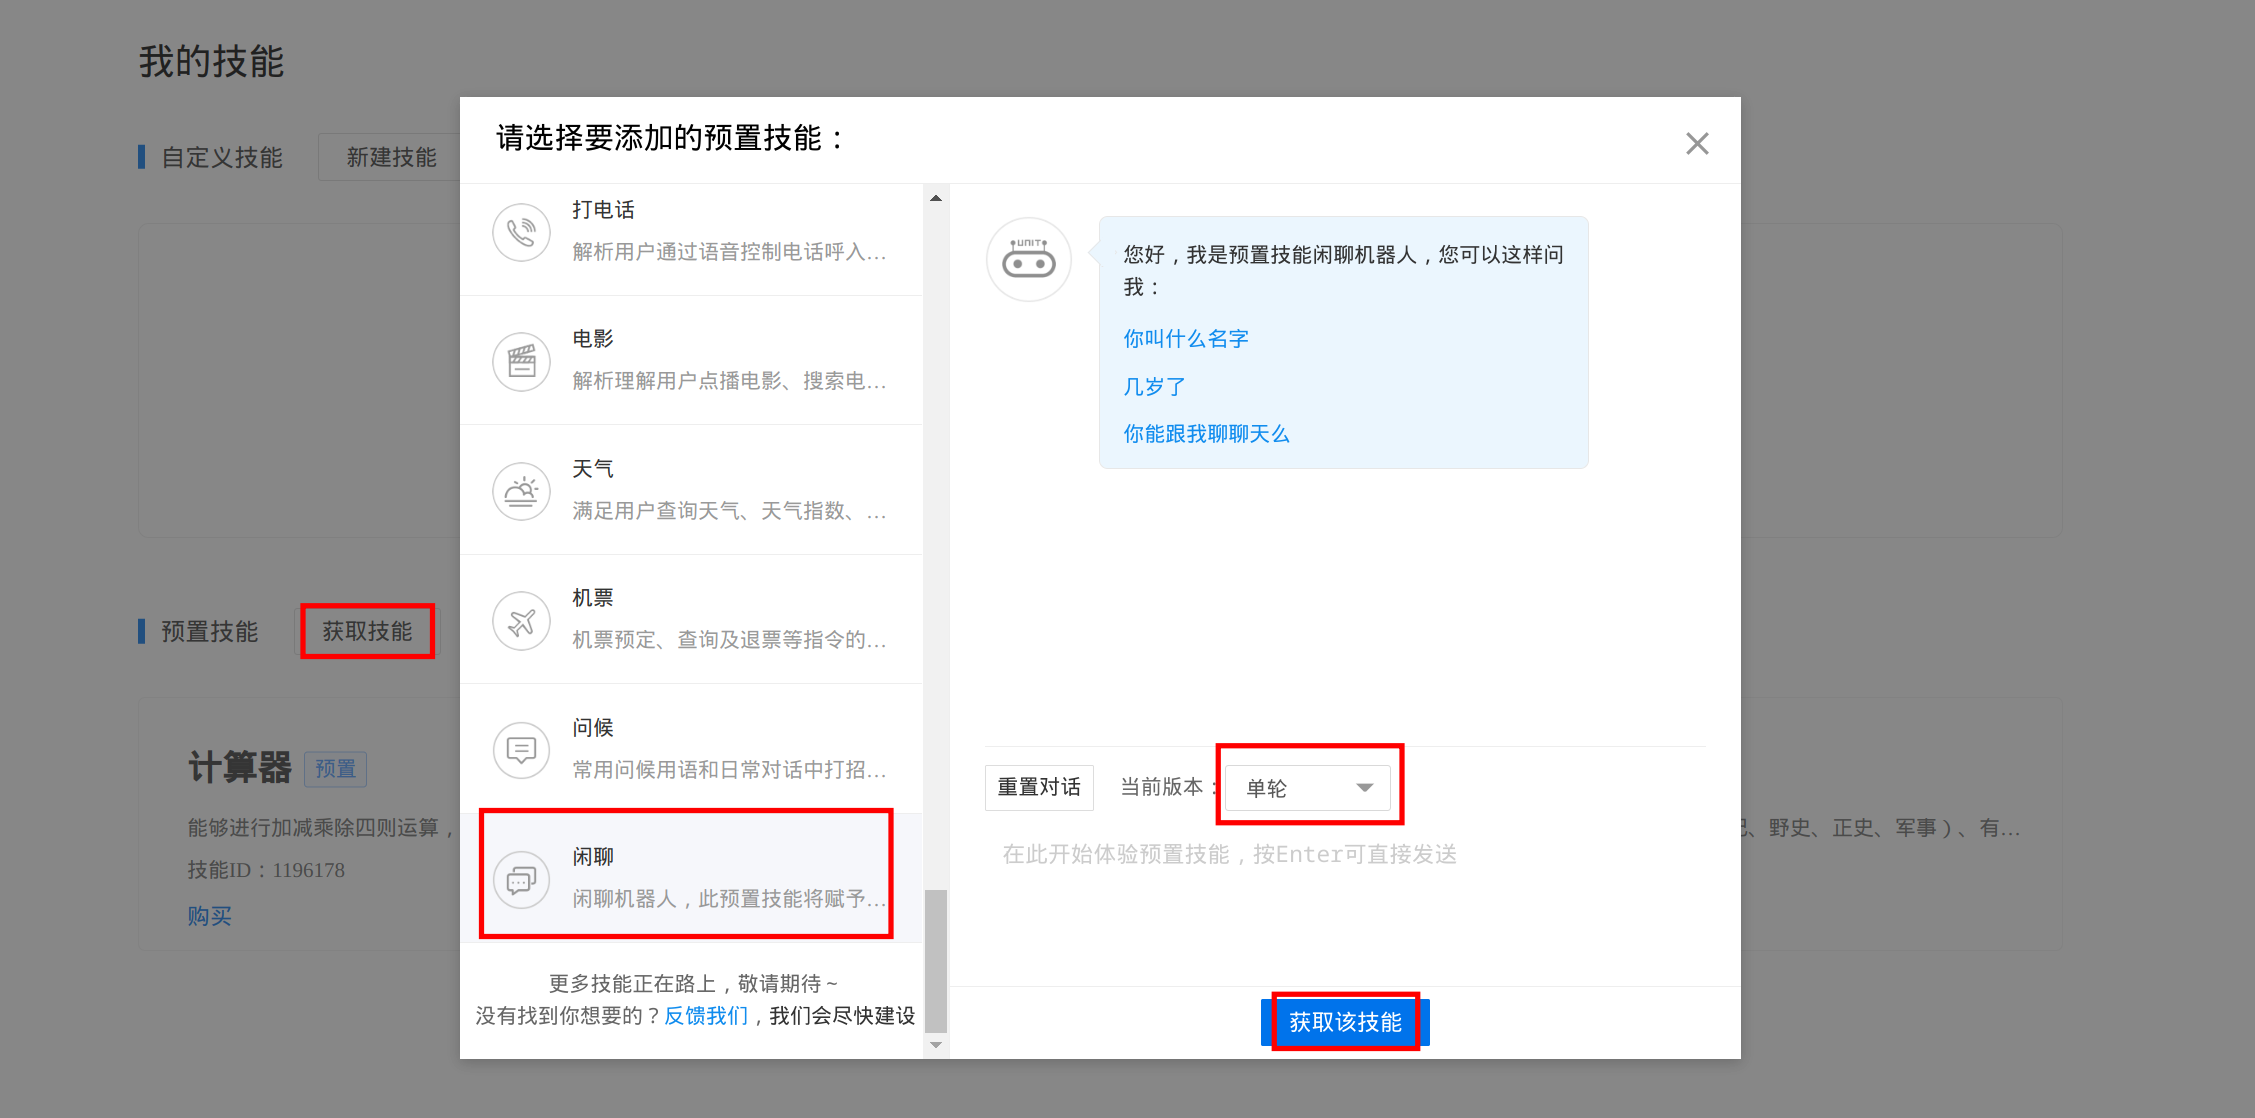 我的技能
自定义技能
新建技能
预置技能
获取技能
计算器
预置
能够进行加减乘除四则运算，
技能ID：1196178
购买
、野史、正史、军事）、有...
请选择要添加的预置技能：
打电话
解析用户通过语音控制电话呼入...
电影
解析理解用户点播电影、搜索电...
天气
满足用户查询天气、天气指数、...
机票
机票预定、查询及退票等指令的...
问候
常用问候用语和日常对话中打招...
闲聊
闲聊机器人，此预置技能将赋予...
更多技能正在路上，敬请期待~
没有找到你想要的？反馈我们，我们会尽快建设
UNIT
您好，我是预置技能闲聊机器人，您可以这样问
我：
你叫什么名字
几岁了
你能跟我聊聊天么
重置对话
当前版本：
单轮
在此开始体验预置技能，按Enter可直接发送
获取该技能